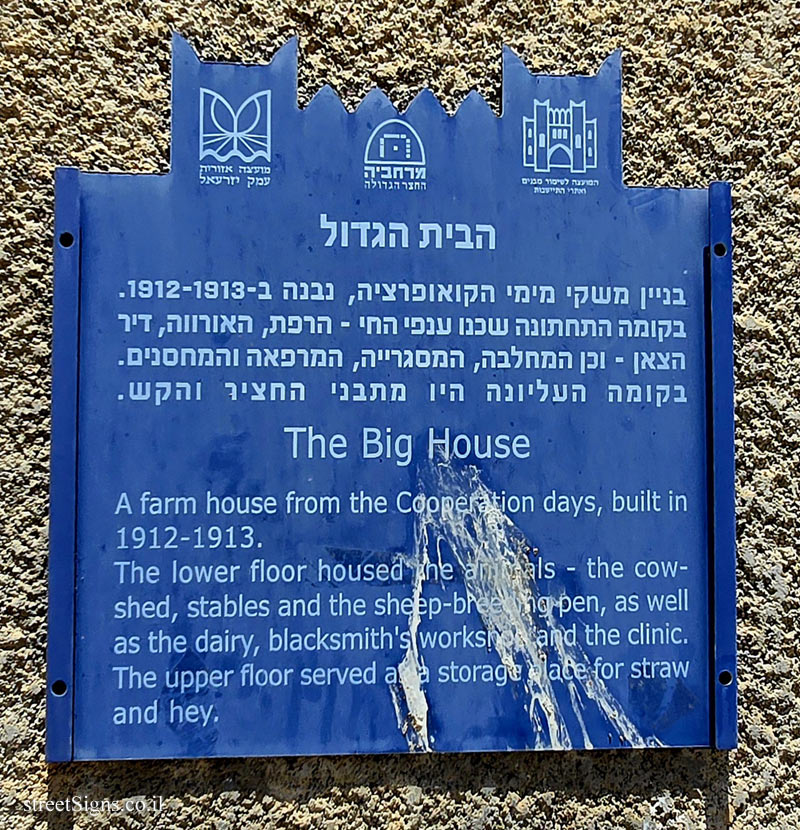 מועצה אזורית
עמק יזרעאל
מרחביה
החצר הגדולה
המועצה לשימור מבנים
ואתרי התיישבות
הבית הגדול
בניין משקי מימי הקואופרציה, נבנה ב-1912-1913.
בקומה התחתונה שכנו ענפי החי - הרפת, האורווה, דיר
הצאן - וכן המחלבה, המסגרייה, המרפאה והמחסנים.
בקומה העליונה היו מתבני החציר והקש.
The Big House
A farm house from the Cooperation days, built in
1912-1913.
The lower floor housed the animals - the cow-
shed, stables and the sheep-breeding pen, as well
as the dairy, blacksmith's workshop and the clinic.
The upper floor served as a storage place for straw
and hey.
streetSigns.co.il